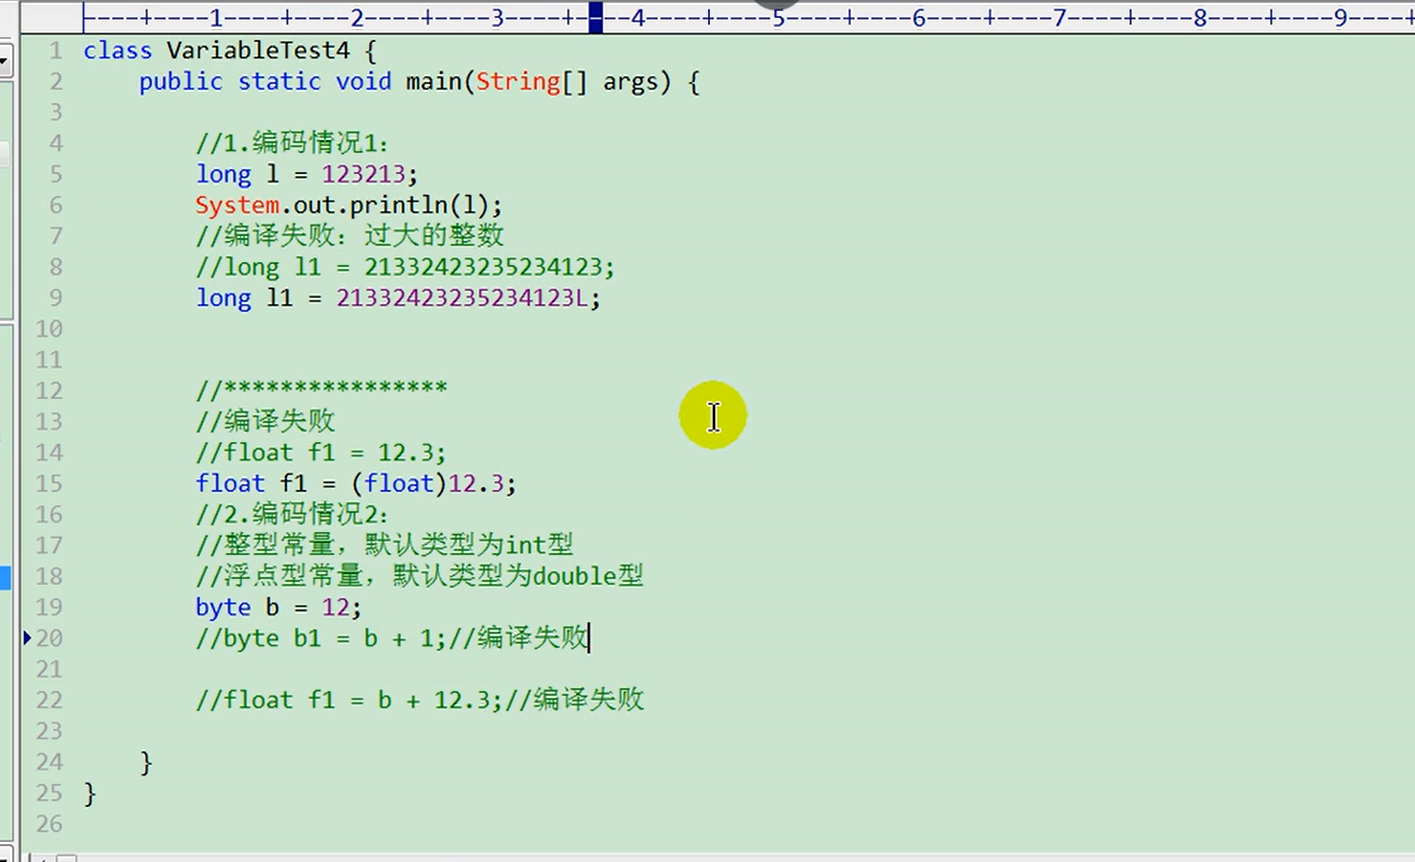 |----+----1----+----2----+----3----+----4----+----5----+----6----+----7----+----8----+----9----+
1 class VariableTest4 {
2 public static void main(String[] args) {
3
4 //1.编码情况1:
5 long l = 123213;
6 System.out.println(l);
7 //编译失败：过大的整数
8 //long l1 = 21332423235234123;
9 long l1 = 21332423235234123L;
10
11
12 //****************
13 //编译失败
14 //float f1 = 12.3;
15 float f1 = (float)12.3;
16 //2.编码情况2:
17 //整型常量，默认类型为int型
18 //浮点型常量，默认类型为double型
19 byte b = 12;
20 //byte b1 = b + 1;//编译失败
21
22 //float f1 = b + 12.3;//编译失败
23
24 }
25 }
26